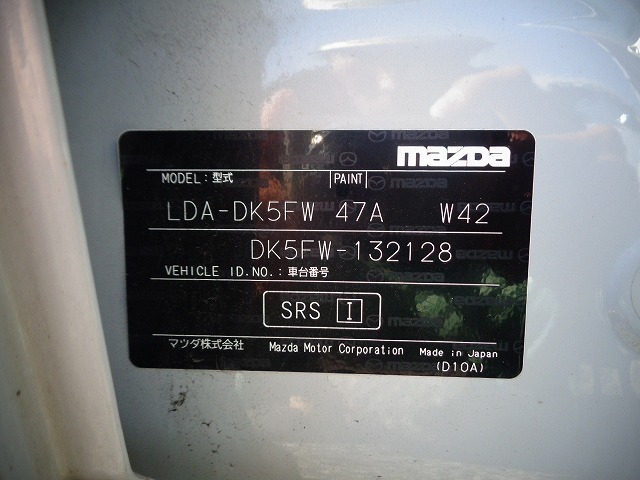 mazda
MODEL: 型式 PAINT
LDA-DK5FW 47A W42
DK5FW-132128
VEHICLE ID.NO.: 車台番号
SRS I
マツダ株式会社 Mazda Motor Corporation Made in Japan
(D10A)